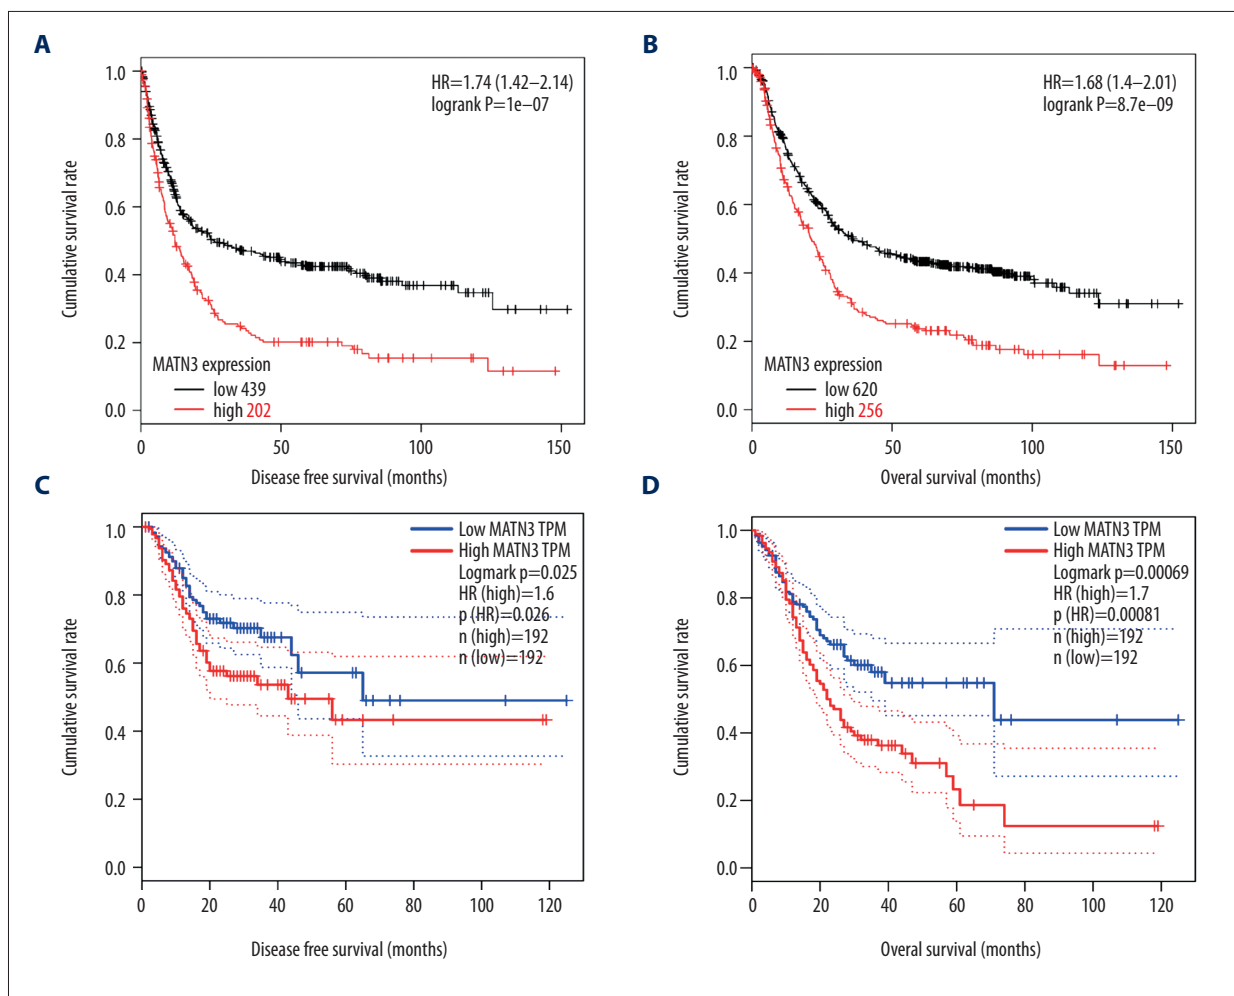 A
1.0
0.8
0.6
0.4
0.2
0.0
Cumulative survival rate
HR=1.74 (1.42–2.14)
logrank P=1e–07
MATN3 expression
low 439
high 202
0
50
100
150
Disease free survival (months)
B
1.0
0.8
0.6
0.4
0.2
0.0
Cumulative survival rate
HR=1.68 (1.4–2.01)
logrank P=8.7e–09
MATN3 expression
low 620
high 256
0
50
100
150
Overal survival (months)
C
1.0
0.8
0.6
0.4
0.2
0.0
Cumulative survival rate
Low MATN3 TPM
High MATN3 TPM
Logmark p=0.025
HR (high)=1.6
p (HR)=0.026
n (high)=192
n (low)=192
0
20
40
60
80
100
120
Disease free survival (months)
D
1.0
0.8
0.6
0.4
0.2
0.0
Cumulative survival rate
Low MATN3 TPM
High MATN3 TPM
Logmark p=0.00069
HR (high)=1.7
p (HR)=0.00081
n (high)=192
n (low)=192
0
20
40
60
80
100
120
Overal survival (months)